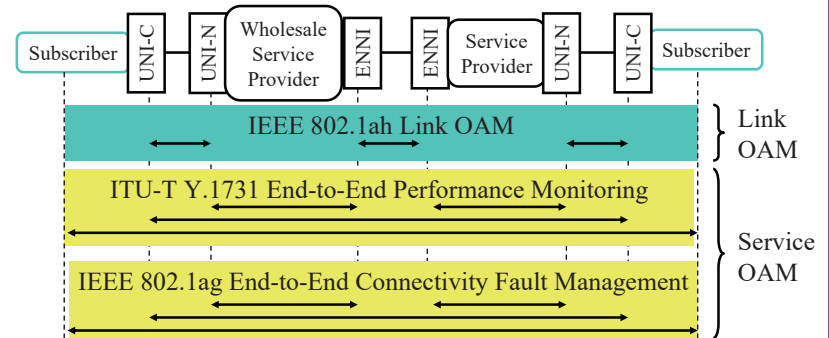 Subscriber
UNI-C
UNI-N
Wholesale
Service
Provider
ENNI
ENNI
Service
Provider
UNI-N
UNI-C
Subscriber
IEEE 802.1ah Link OAM
Link
OAM
ITU-T Y.1731 End-to-End Performance Monitoring
Service
OAM
IEEE 802.1ag End-to-End Connectivity Fault Management